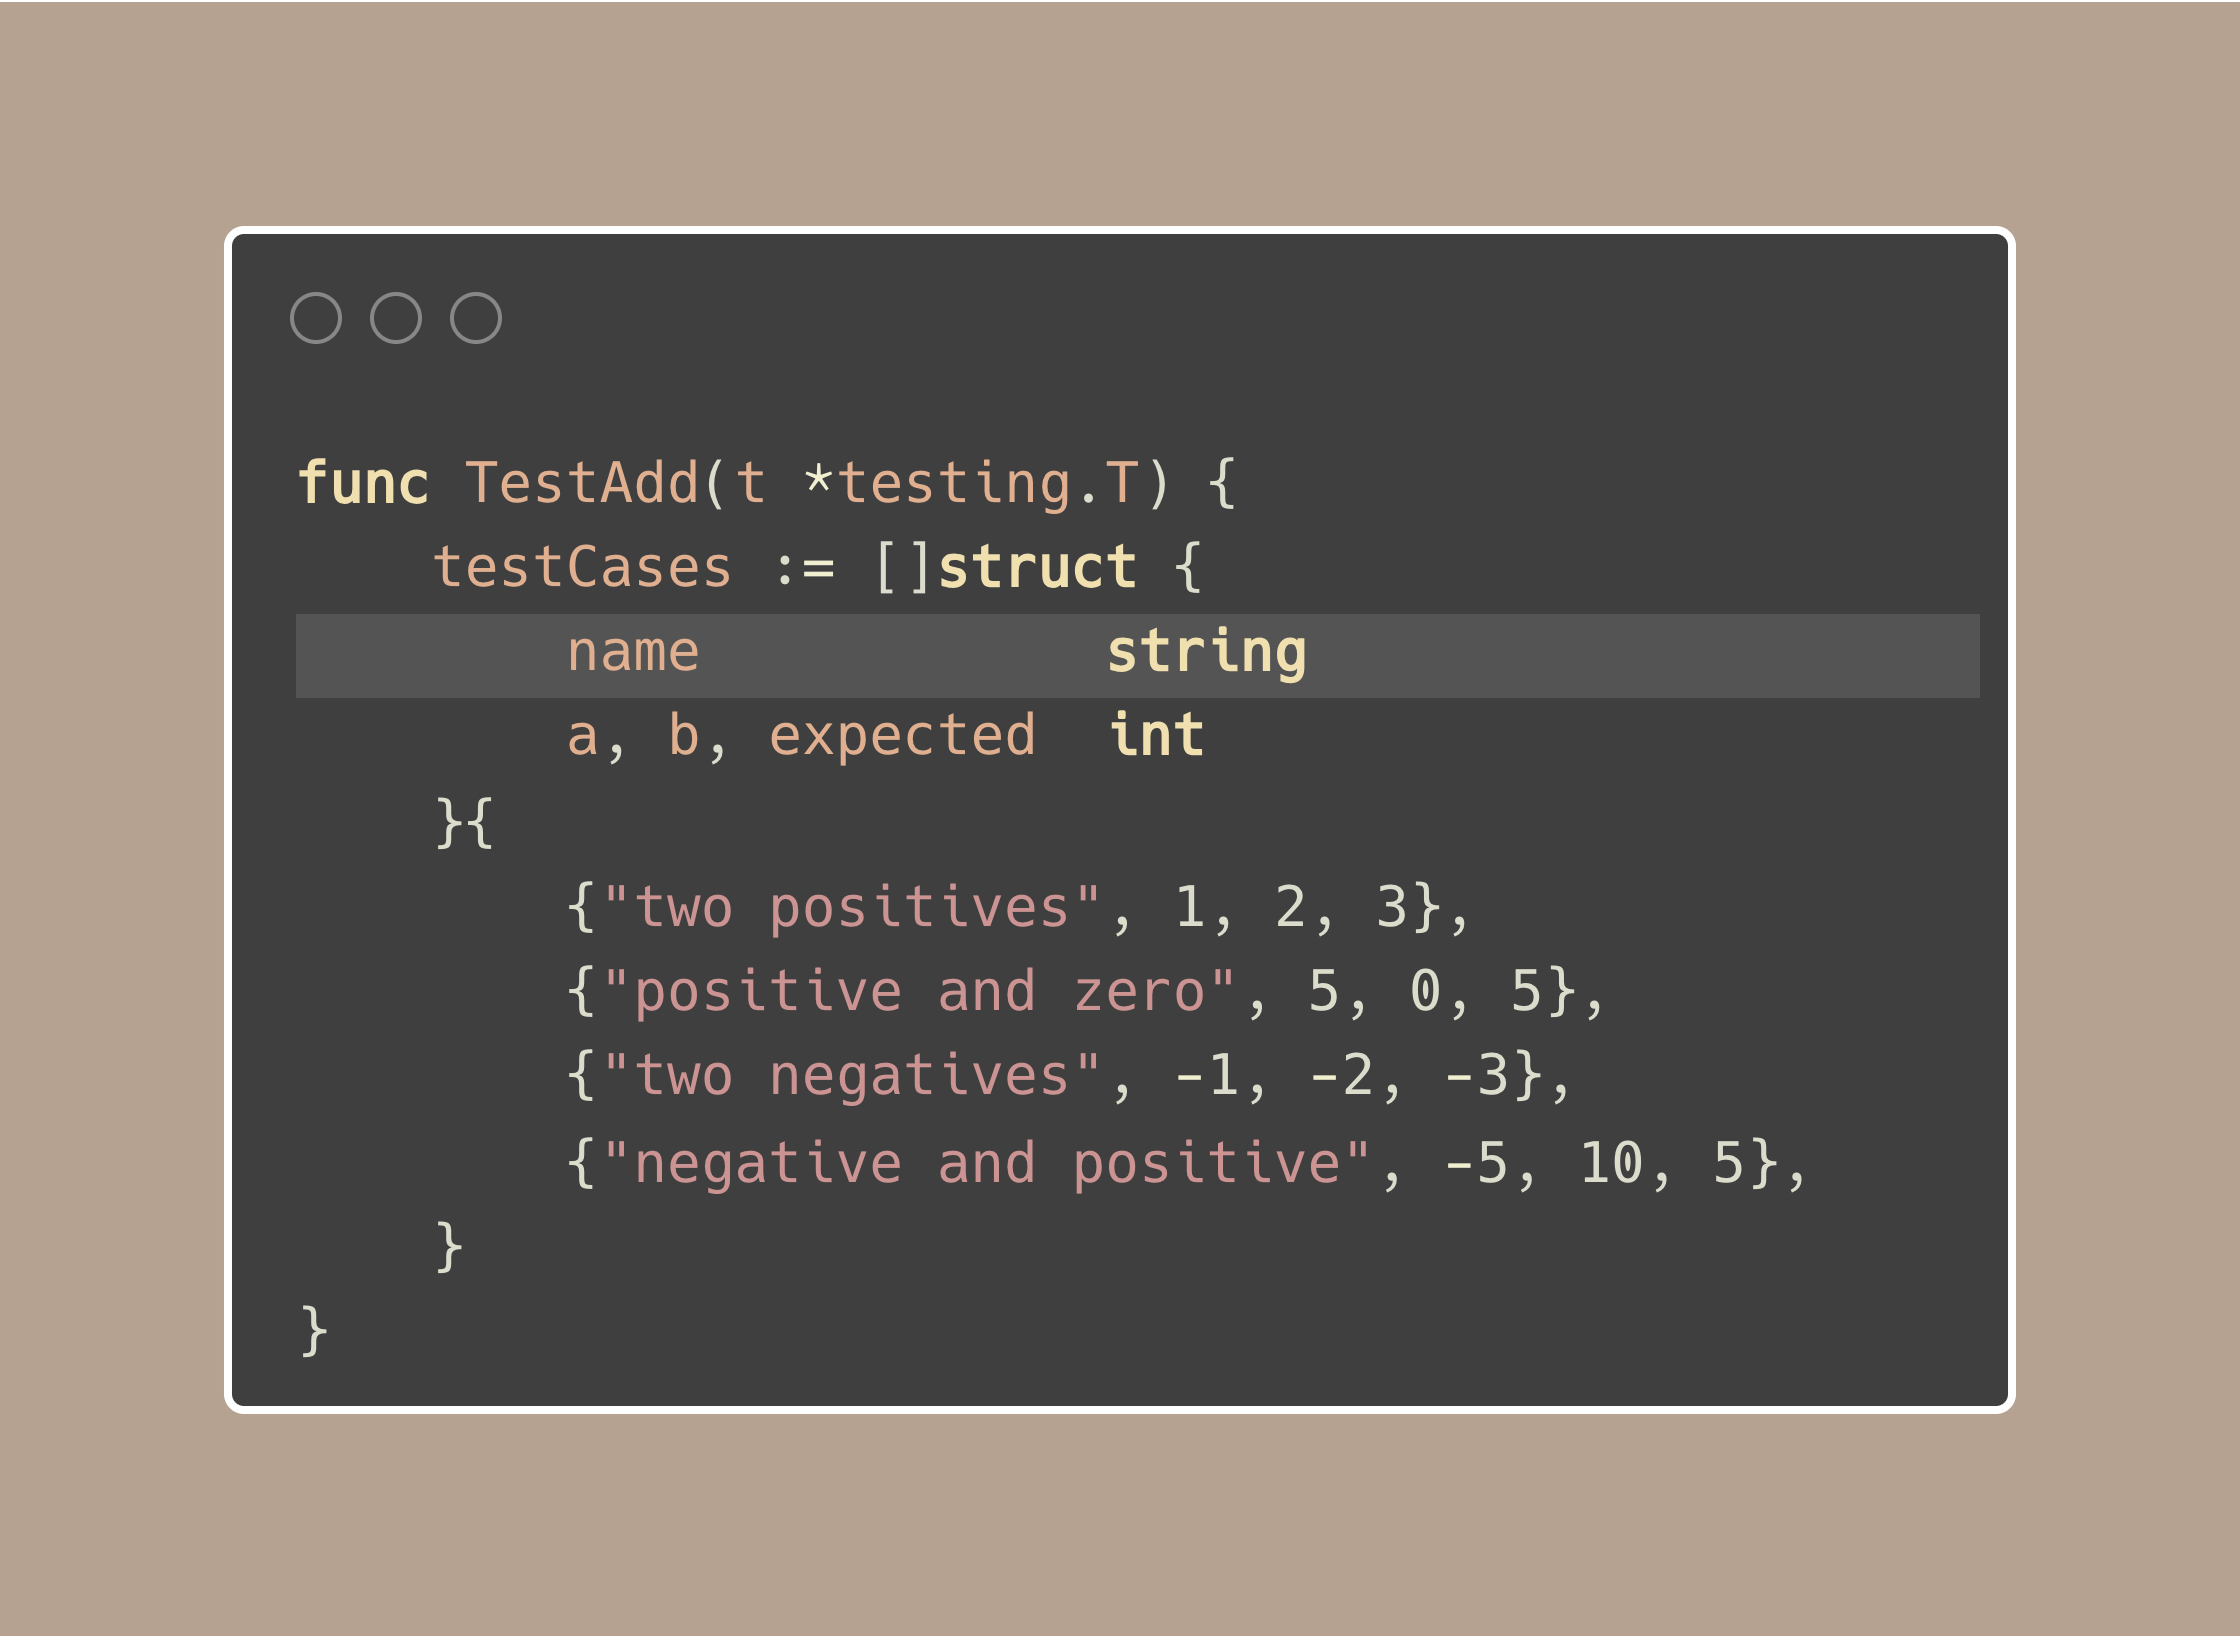 func TestAdd(t *testing.T) {
    testCases := []struct {
        name            string
        a, b, expected  int
    }{
        {"two positives", 1, 2, 3},
        {"positive and zero", 5, 0, 5},
        {"two negatives", -1, -2, -3},
        {"negative and positive", -5, 10, 5},
    }
}